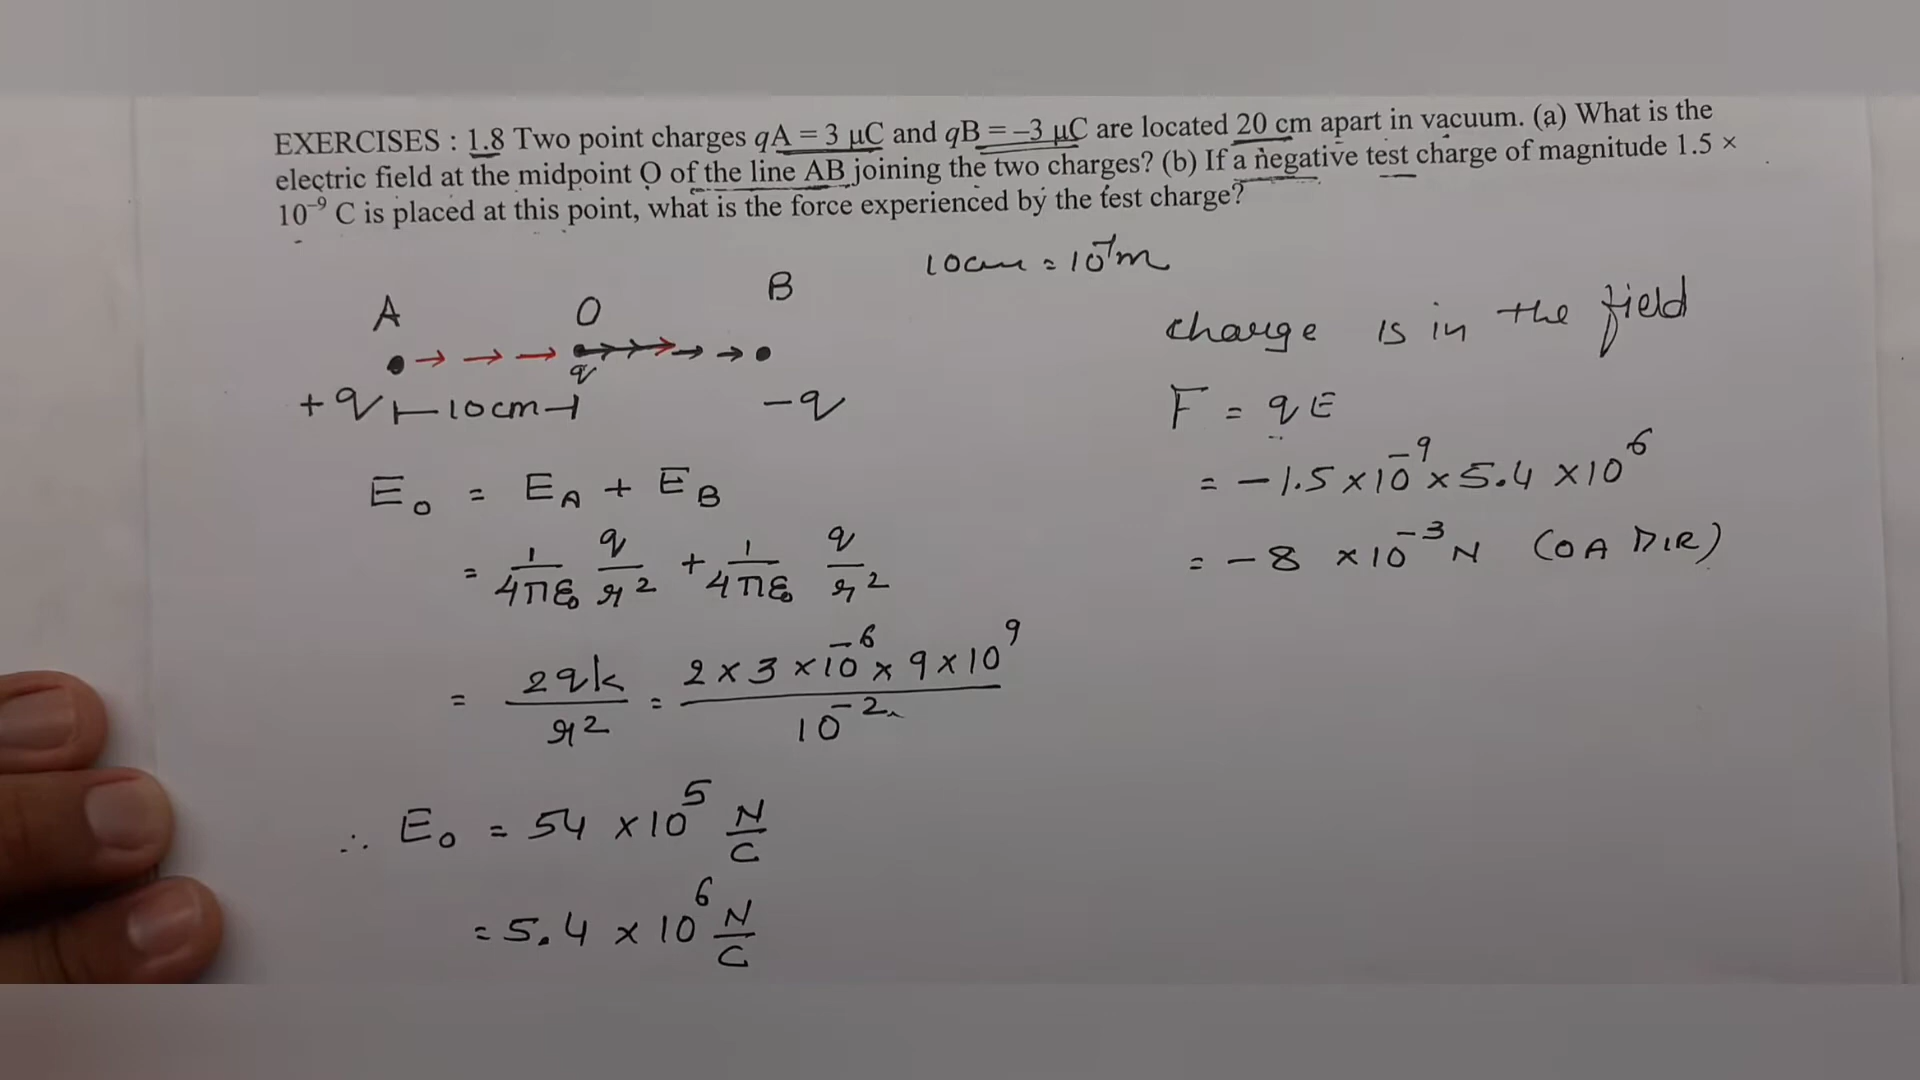 EXERCISES : 1.8 Two point charges qA = 3 μC and qB = –3 μC are located 20 cm apart in vacuum. (a) What is the
electric field at the midpoint O of the line AB joining the two charges? (b) If a negative test charge of magnitude 1.5 ×
10⁻⁹ C is placed at this point, what is the force experienced by the test charge?
10cm = 10⁻¹m
A O B
q
+q 10cm -q
E₀ = E_A + E_B
= 1/4πε₀ q/r² + 1/4πε₀ q/r²
= 2qk/r² = 2 × 3 × 10⁻⁶ × 9 × 10⁹/10⁻²
∴ E₀ = 54 × 10⁵ N/C
= 5.4 × 10⁶ N/C
charge is in the field
F = qE
= -1.5 × 10⁻⁹ × 5.4 × 10⁶
= -8 × 10⁻³ N (OA DIR)